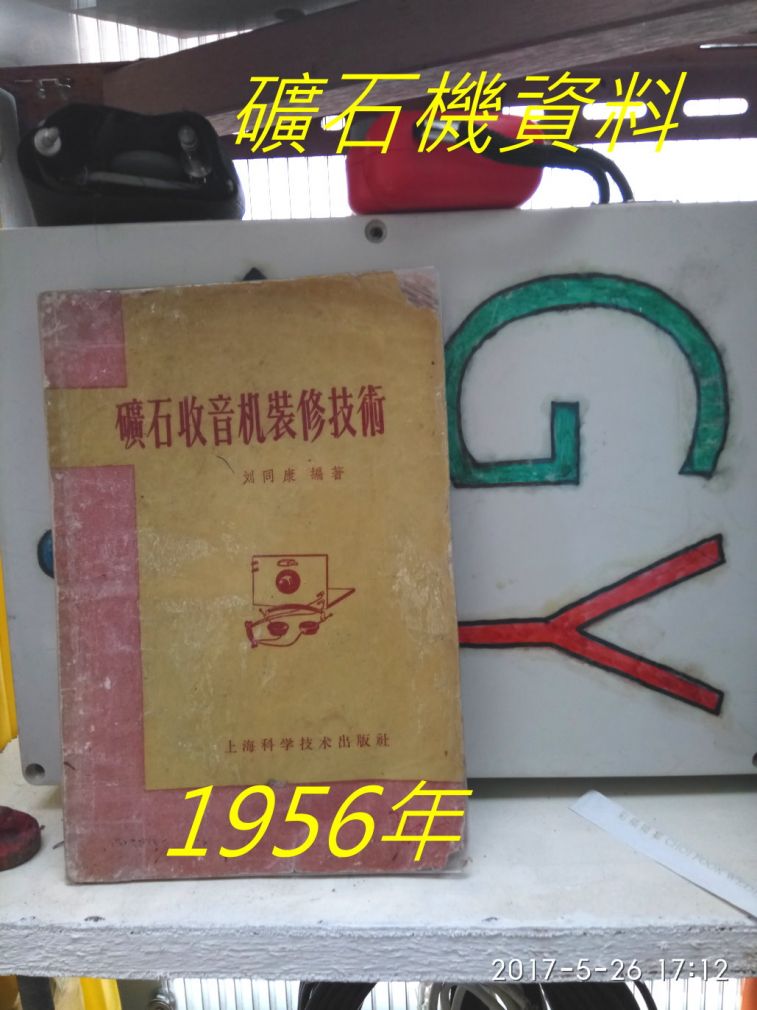 礦石機資料
礦石收音机裝修技術
刘同康 編著
上海科学技术出版社
1956年
G
Y
2017-5-26 17:12